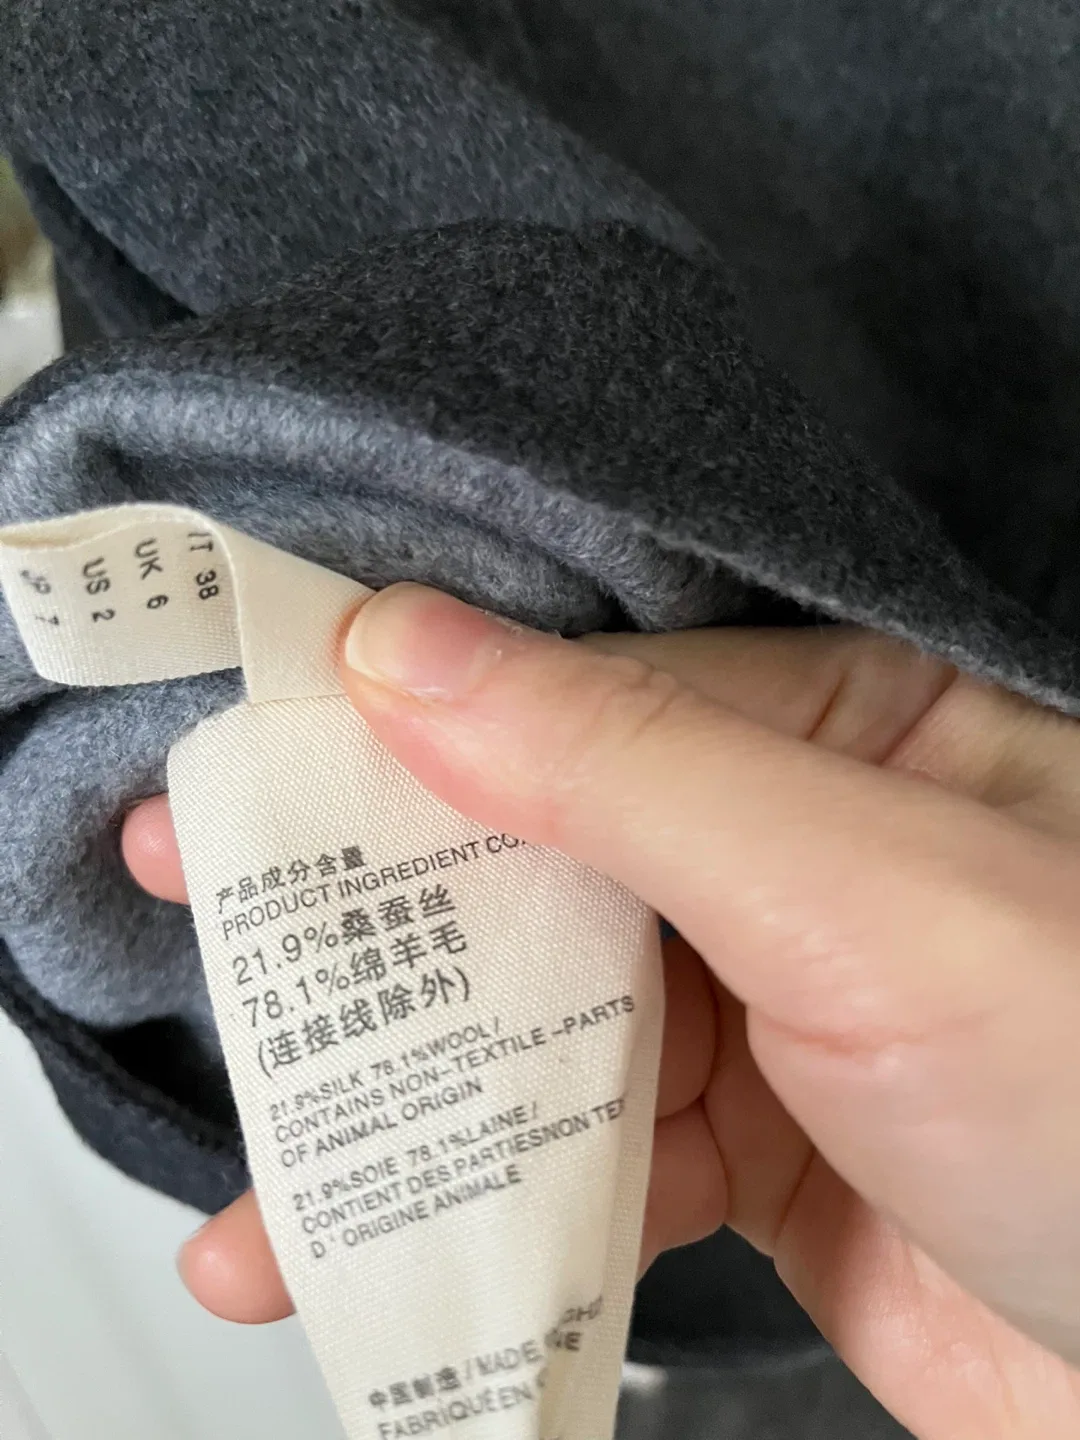 IT 38
UK 6
US 2
产品成分含量
PRODUCT INGREDIENT
21.9%桑蚕丝
78.1%绵羊毛
(连接线除外)
21.9%SILK 78.1%WOOL/
CONTAINS NON-TEXTILE-PARTS
OF ANIMAL ORIGIN
21.9%SOIE 78.1%LAINE/
CONTIENT DES PARTIESNON
D' ORIGINE ANIMALE
中国制造/MADE
FABRIQUÉ EN